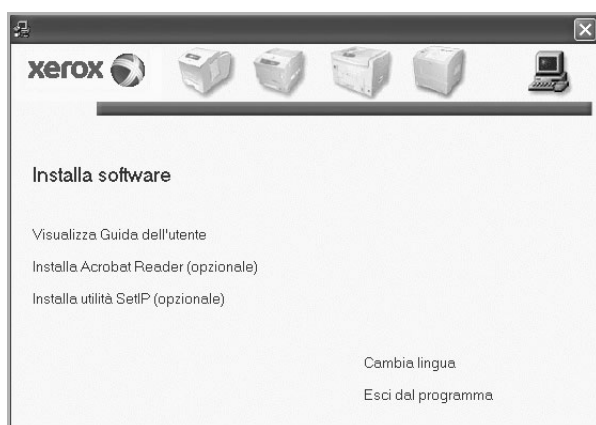 xerox
Installa software
Visualizza Guida dell'utente
Installa Acrobat Reader (opzionale)
Installa utilità SetIP (opzionale)
Cambia lingua
Esci dal programma